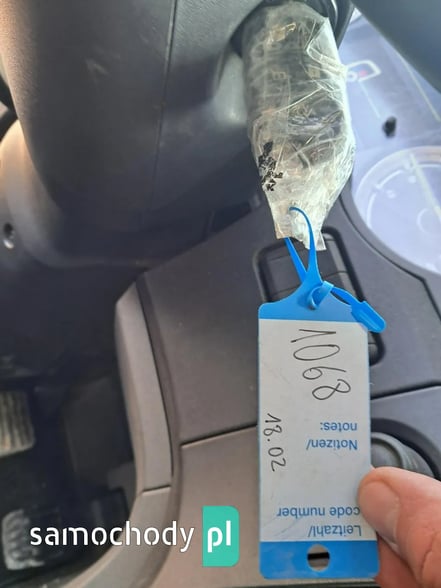 1068
18.02
Leitzahl/
code number
Notizen/
notes:
samochody pl